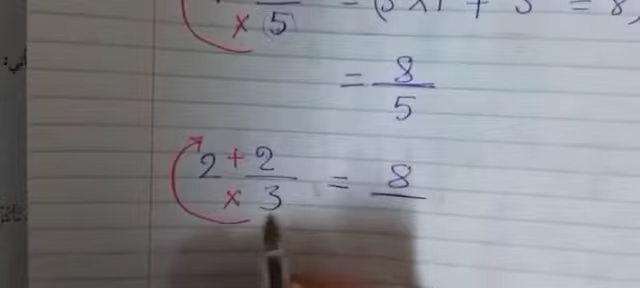 × (5) = (5×1 + 3 = 8)
= 8/5
2 + 2/× 3 = 8